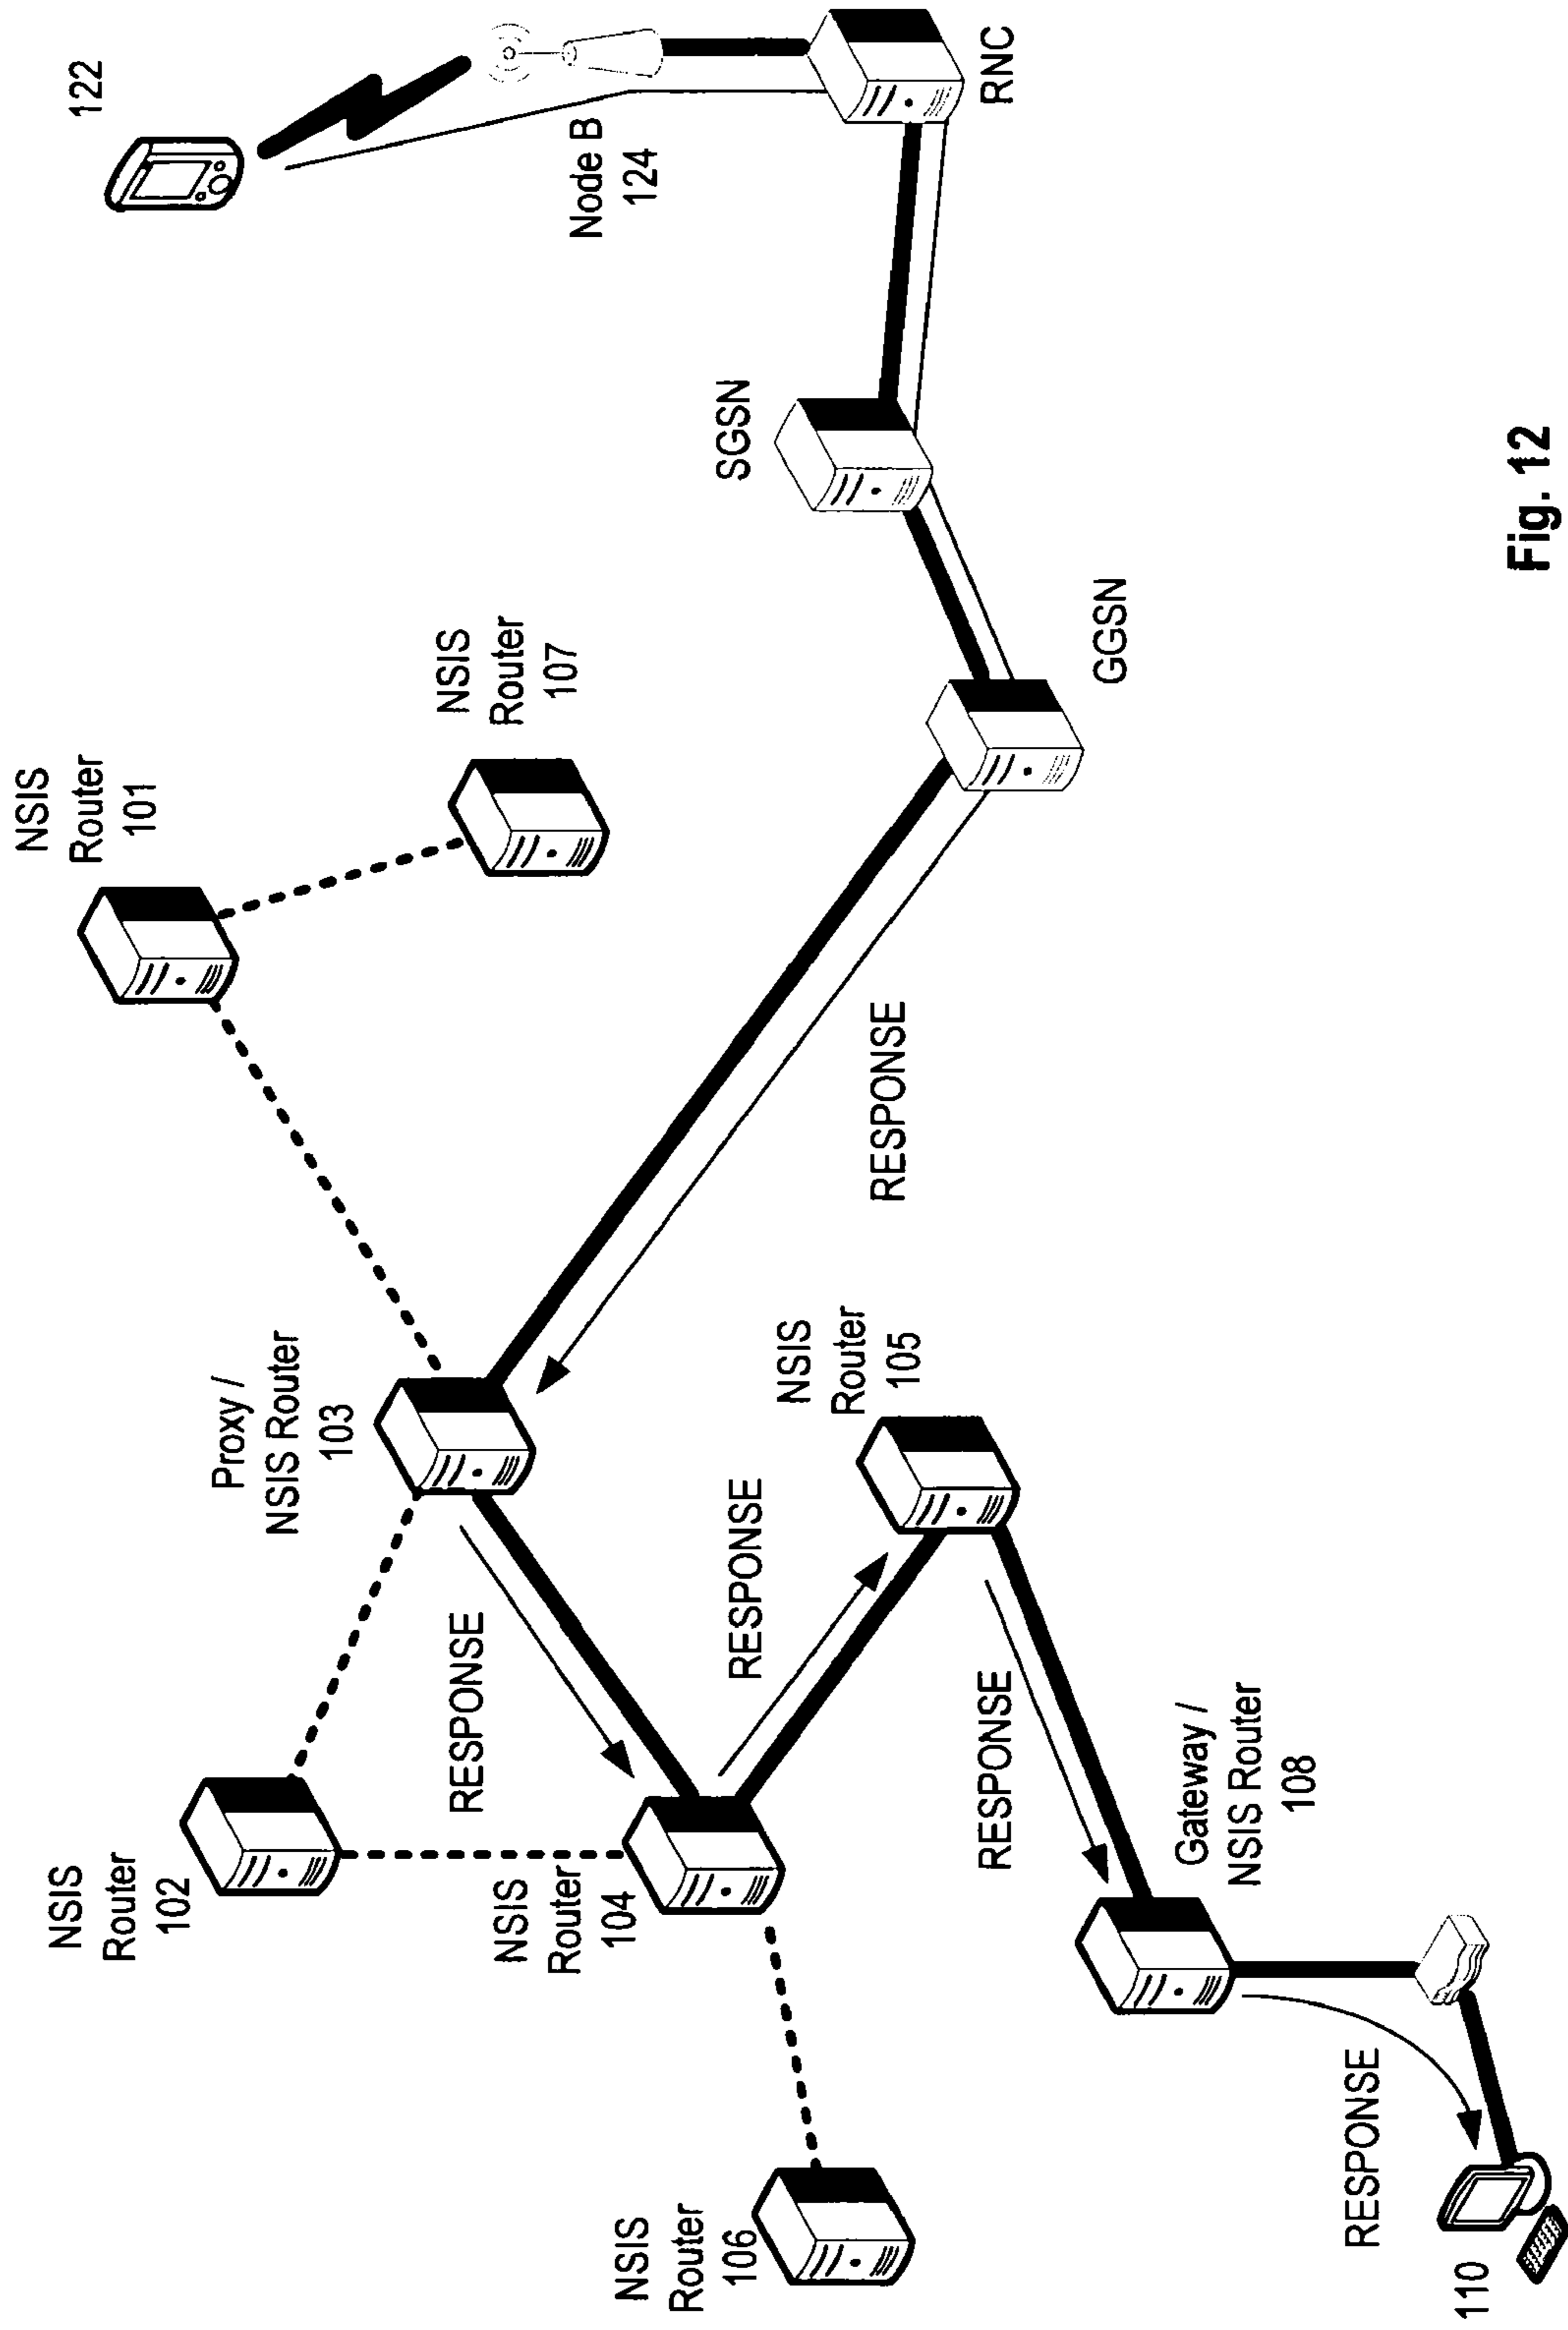 122
Node B
124
RNC
SGSN
GGSN
NSIS
Router
101
NSIS
Router
107
Proxy /
NSIS Router
103
RESPONSE
NSIS
Router
102
RESPONSE
NSIS
Router
104
RESPONSE
NSIS
Router
105
RESPONSE
Gateway /
NSIS Router
108
NSIS
Router
106
RESPONSE
110
Fig. 12